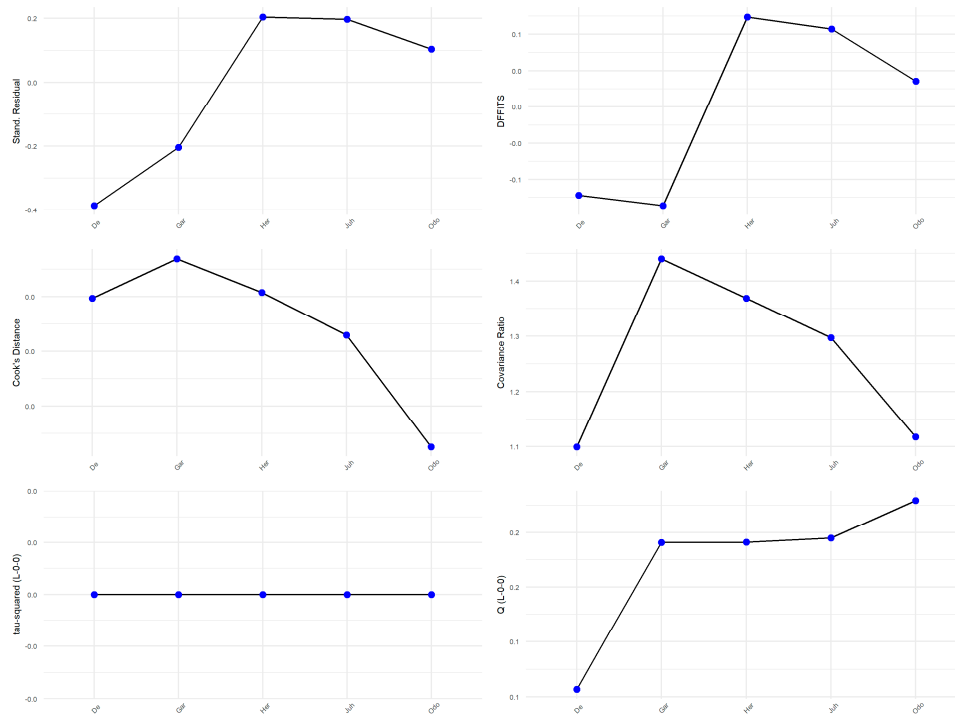 Stand. Residual
0.2
0.0
-0.2
-0.4
De Gar Her Juh Odo
DFFITS
0.1
0.0
0.0
-0.0
-0.1
De Gar Her Juh Odo
Cook's Distance
0.0
0.0
0.0
De Gar Her Juh Odo
Covariance Ratio
1.4
1.3
1.2
1.1
De Gar Her Juh Odo
tau-squared (L-0-0)
0.0
0.0
0.0
-0.0
-0.0
De Gar Her Juh Odo
Q (L-0-0)
0.2
0.2
0.1
0.1
De Gar Her Juh Odo